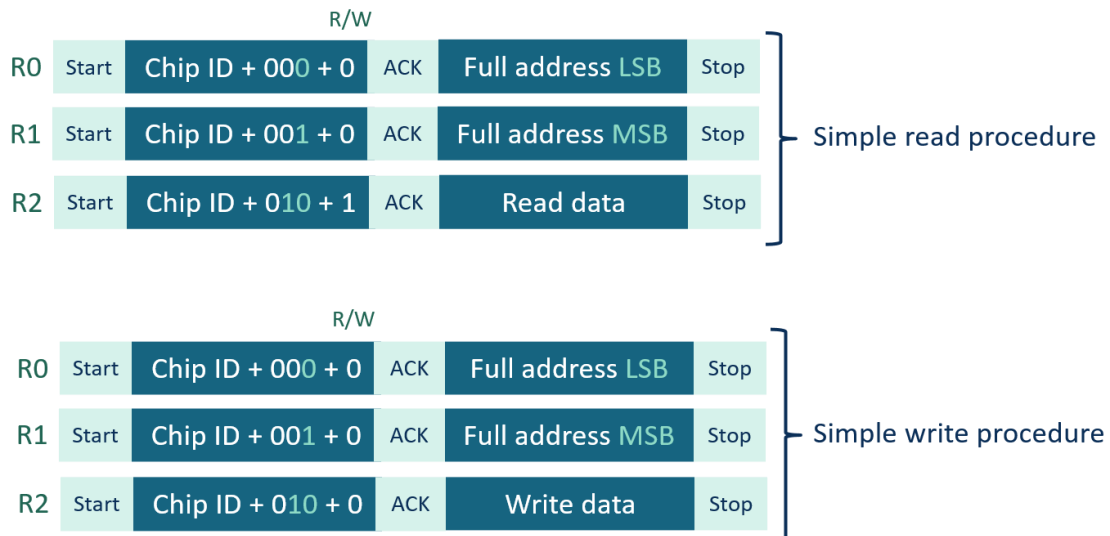 R/W
R0 Start Chip ID + 000 + 0 ACK Full address LSB Stop
R1 Start Chip ID + 001 + 0 ACK Full address MSB Stop
Simple read procedure
R2 Start Chip ID + 010 + 1 ACK Read data Stop
R/W
R0 Start Chip ID + 000 + 0 ACK Full address LSB Stop
R1 Start Chip ID + 001 + 0 ACK Full address MSB Stop
Simple write procedure
R2 Start Chip ID + 010 + 0 ACK Write data Stop